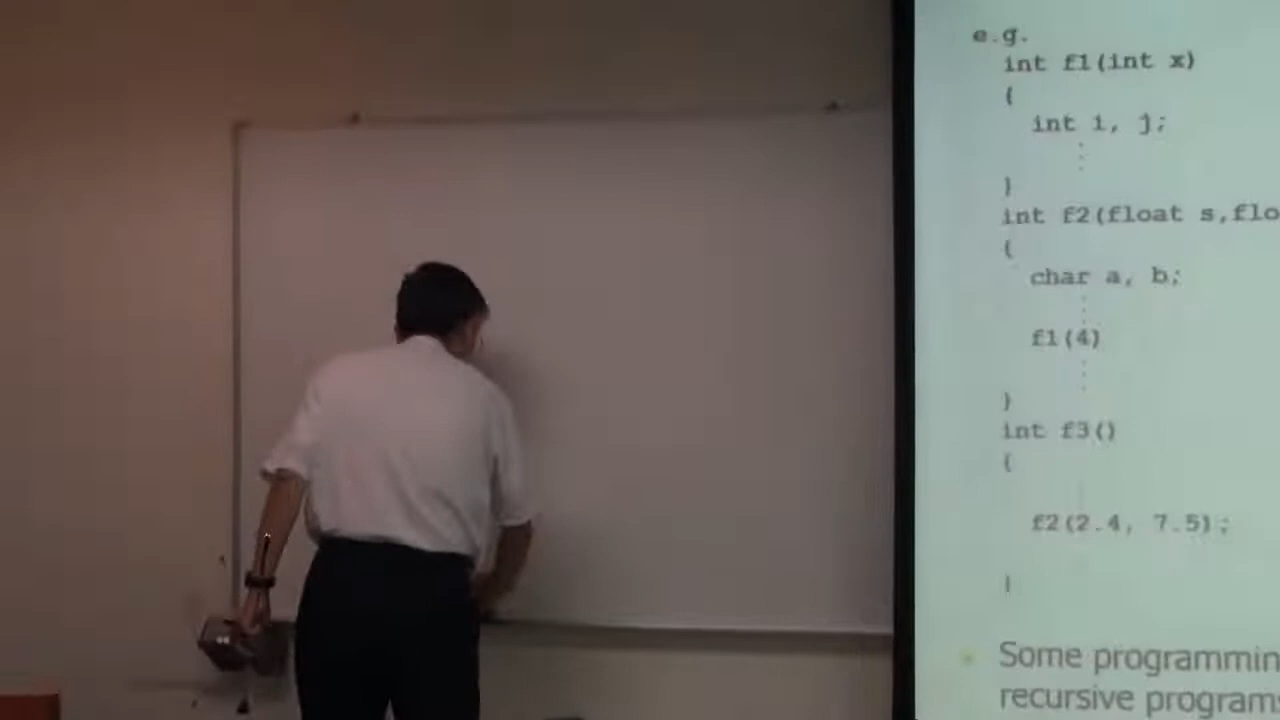 e.g.
int f1(int x)
{
int i, j;
}
int f2(float s,flo
{
char a, b;
f1(4)
}
int f3()
{
f2(2.4, 7.5);
}
Some programmin
recursive program